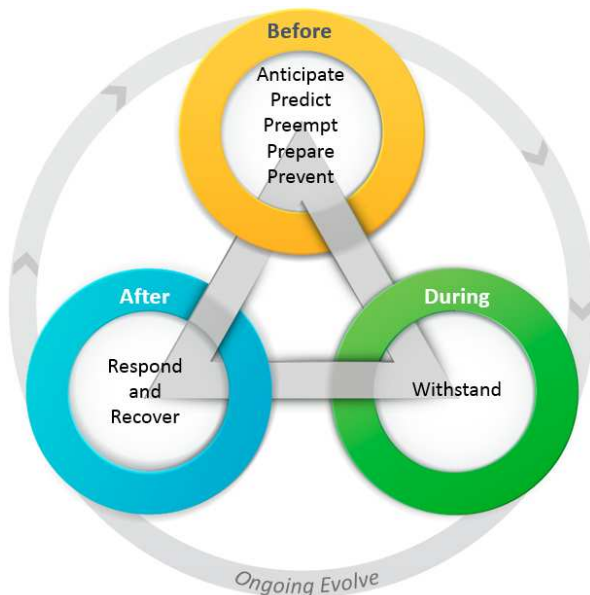 Before
Anticipate
Predict
Preempt
Prepare
Prevent
After
Respond
and
Recover
During
Withstand
Ongoing Evolve